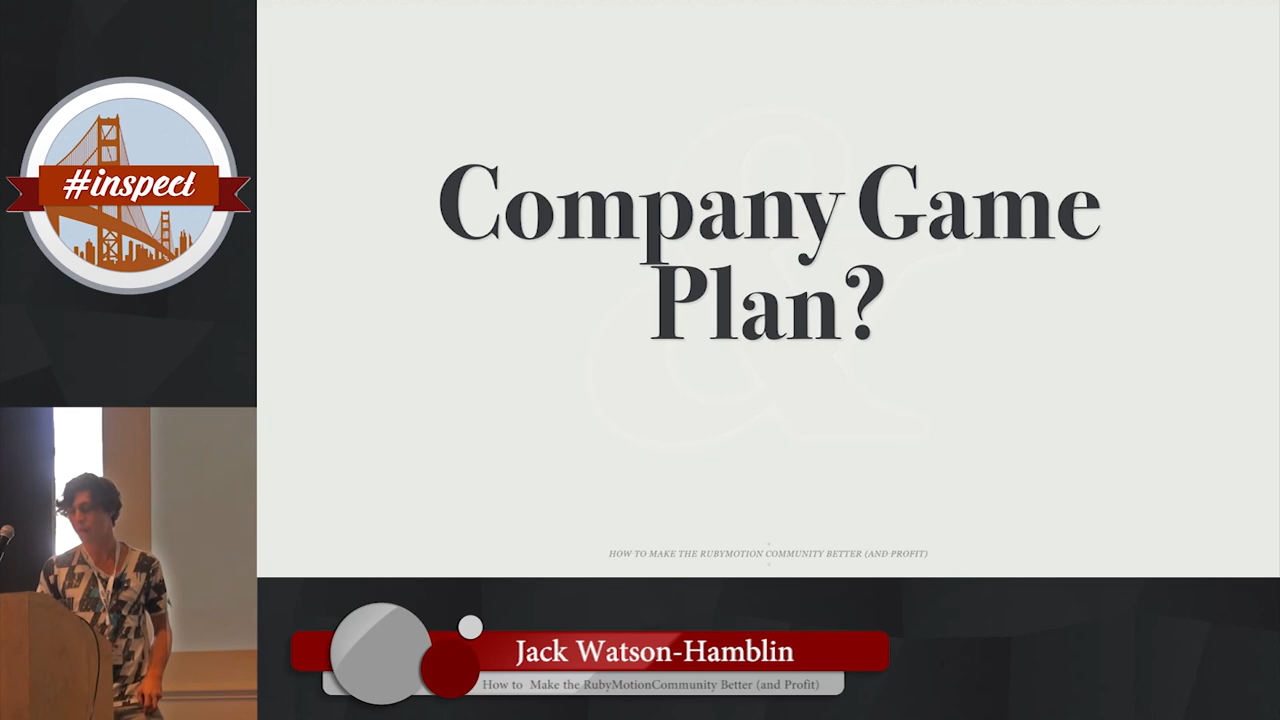 #inspect
Company Game
Plan?
HOW TO MAKE THE RUBYMOTION COMMUNITY BETTER (AND PROFIT)
Jack Watson-Hamblin
How to Make the RubyMotionCommunity Better (and Profit)